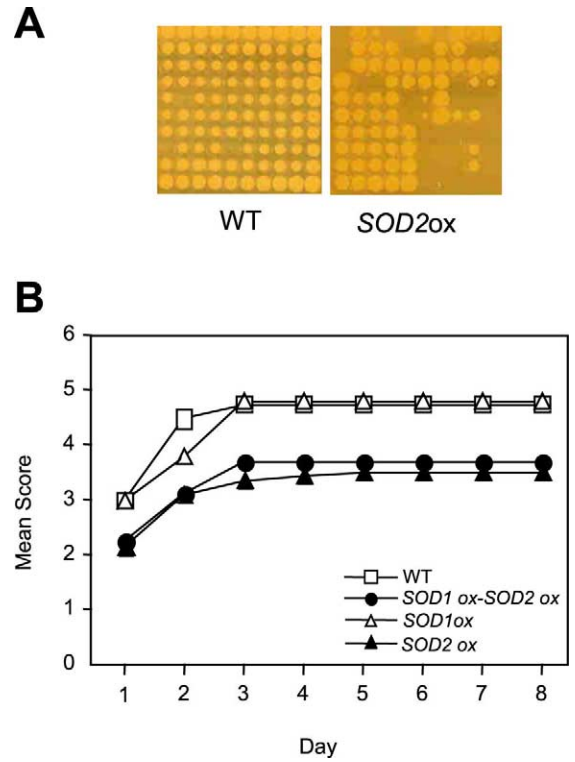 A
WT
SOD2ox
B
6
5
4
3
2
1
0
Mean Score
WT
SOD1 ox-SOD2 ox
SOD1ox
SOD2 ox
1 2 3 4 5 6 7 8
Day